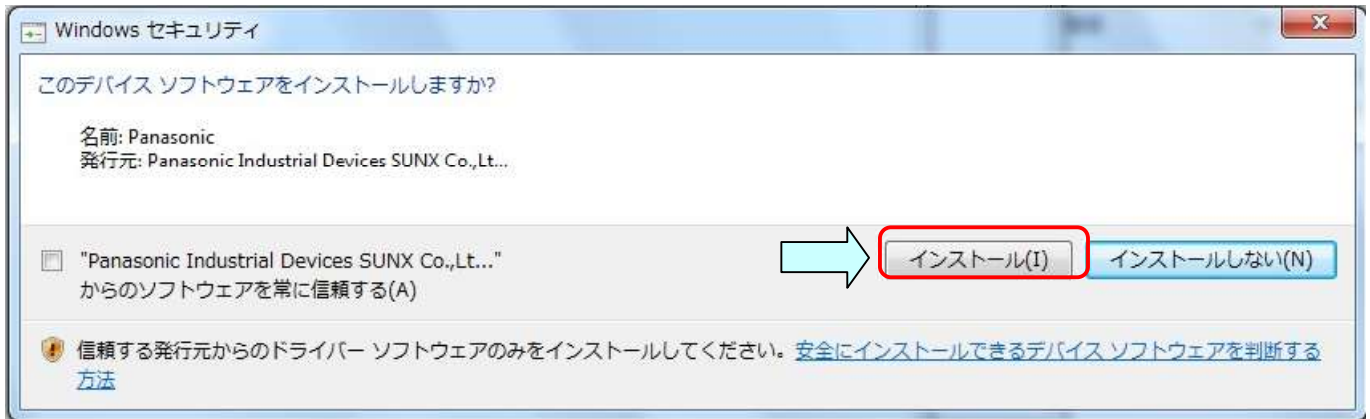 Windows セキュリティ
このデバイス ソフトウェアをインストールしますか?
名前: Panasonic
発行元: Panasonic Industrial Devices SUNX Co.,Lt...
"Panasonic Industrial Devices SUNX Co.,Lt..."
からのソフトウェアを常に信頼する(A)
インストール(I)
インストールしない(N)
信頼する発行元からのドライバー ソフトウェアのみをインストールしてください。安全にインストールできるデバイス ソフトウェアを判断する
方法